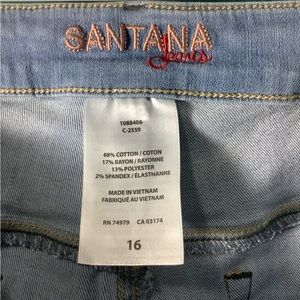 SANTANA
Jeans
1088406
C-2559
68% COTTON / COTON
17% RAYON / RAYONNE
13% POLYESTER
2% SPANDEX / ÉLASTHANNE
MADE IN VIETNAM
FABRIQUÉ AU VIETNAM
RN 74979 CA 03174
16